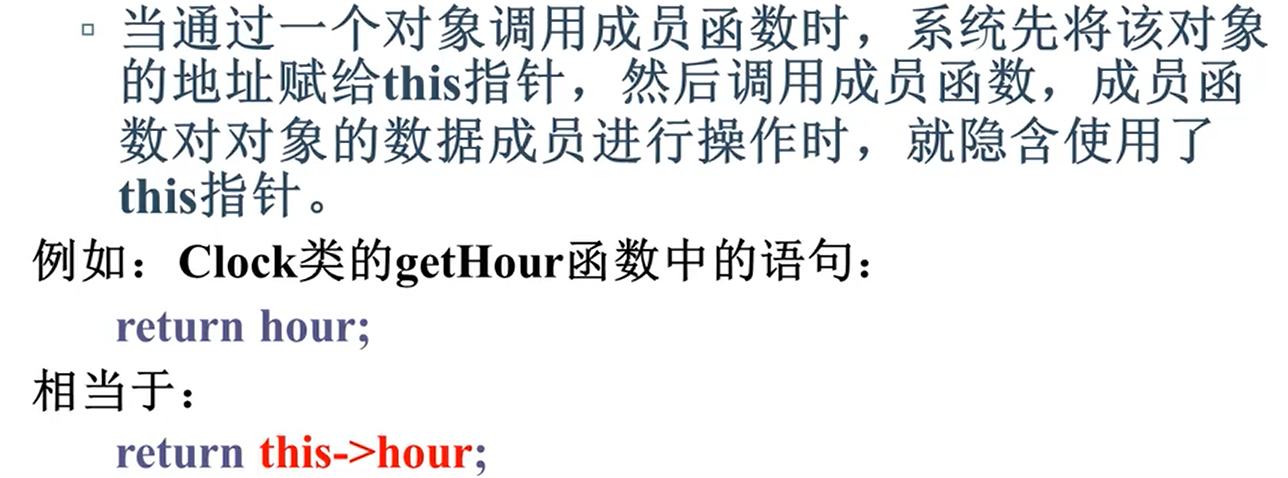 ▫ 当通过一个对象调用成员函数时，系统先将该对象
的地址赋给this指针，然后调用成员函数，成员函
数对对象的数据成员进行操作时，就隐含使用了
this指针。
例如：Clock类的getHour函数中的语句：
return hour;
相当于：
return this->hour;